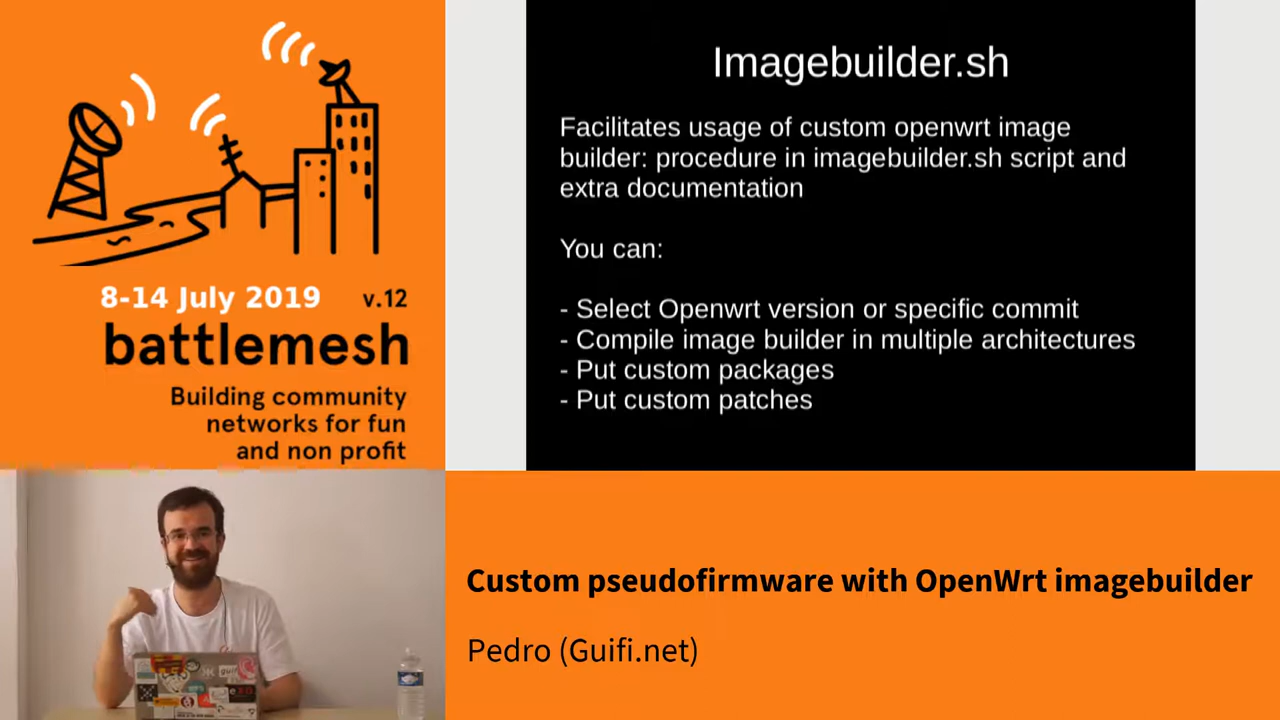 8-14 July 2019 v.12
battlemesh
Building community
networks for fun
and non profit
Imagebuilder.sh
Facilitates usage of custom openwrt image
builder: procedure in imagebuilder.sh script and
extra documentation
You can:
- Select Openwrt version or specific commit
- Compile image builder in multiple architectures
- Put custom packages
- Put custom patches
Custom pseudofirmware with OpenWrt imagebuilder
Pedro (Guifi.net)